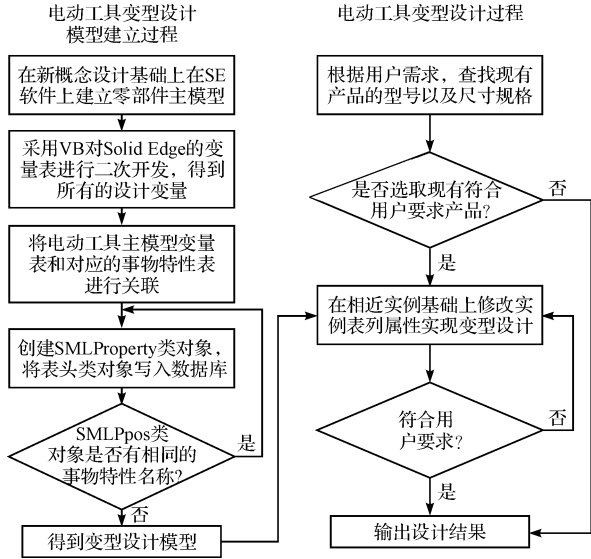 电动工具变型设计
模型建立过程
在新概念设计基础上在SE
软件上建立零部件主模型
采用VB对Solid Edge的变
量表进行二次开发，得到
所有的设计变量
将电动工具主模型变量
表和对应的事物特性表
进行关联
创建SMLProperty类对象，
将表头类对象写入数据库
SMLPpos类
对象是否有相同的
事物特性名称?
是
否
得到变型设计模型
电动工具变型设计过程
根据用户需求，查找现有
产品的型号以及尺寸规格
是否选取现有符合
用户要求产品?
否
是
在相近实例基础上修改实
例表列属性实现变型设计
符合用
户要求?
否
是
输出设计结果